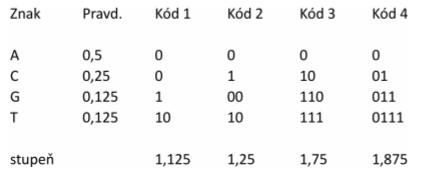 Znak Pravd. Kód 1 Kód 2 Kód 3 Kód 4
A 0,5 0 0 0 0
C 0,25 0 1 10 01
G 0,125 1 00 110 011
T 0,125 10 10 111 0111
stupeň 1,125 1,25 1,75 1,875